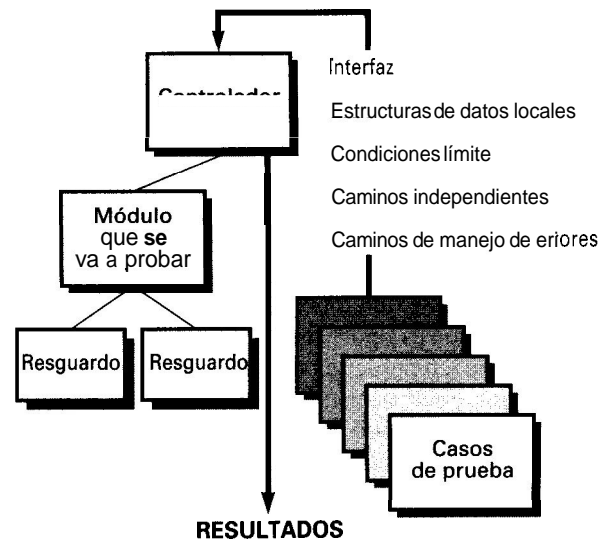 Controlador
Interfaz
Estructuras de datos locales
Condiciones límite
Caminos independientes
Caminos de manejo de eriores
Módulo
que se
va a probar
Resguardo
Resguardo
Casos
de prueba
RESULTADOS